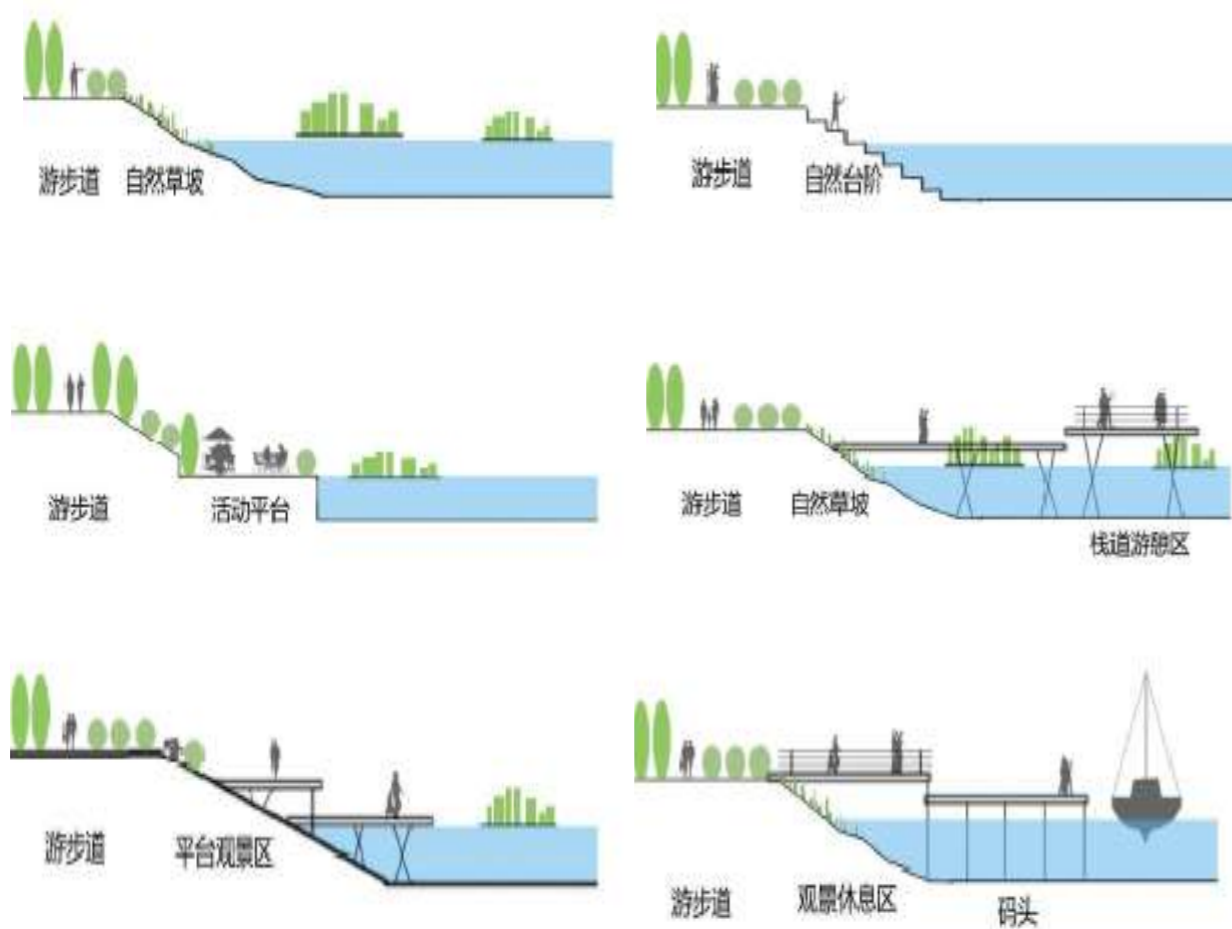 游步道 自然草坡
游步道 自然台阶
游步道 活动平台
游步道 自然草坡
栈道游憩区
游步道 平台观景区
游步道 观景休息区 码头